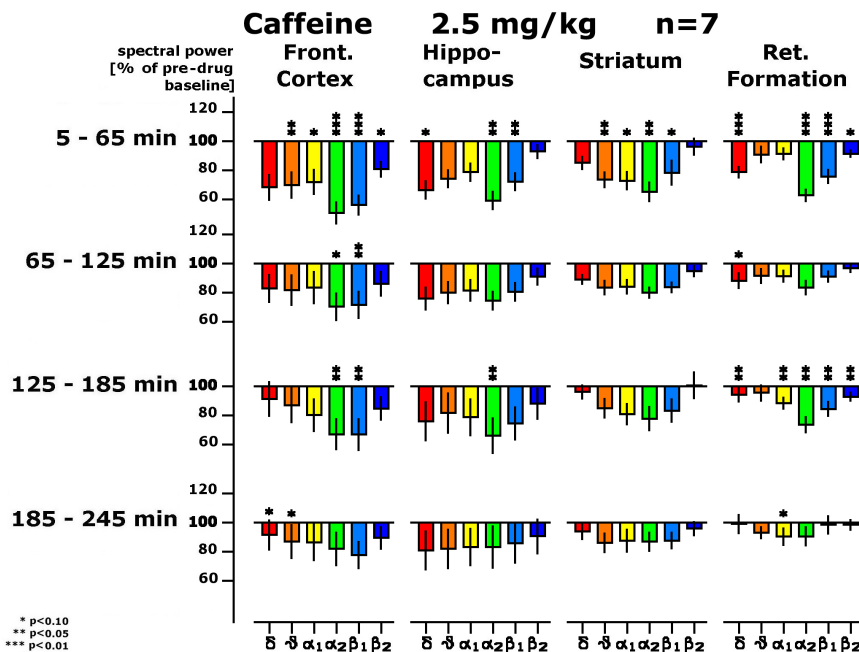 Caffeine 2.5 mg/kg n=7
spectral power
[% of pre-drug
baseline]
Front.
Cortex
Hippo-
campus
Striatum
Ret.
Formation
120
*** * *** *** *
* *** **
** * ** *
*** *** *** *
5 - 65 min
100
80
60
120
* **
*
65 - 125 min
100
80
60
** **
**
** ** ** ** **
125 - 185 min
100
80
60
120
* *
*
185 - 245 min
100
80
60
* p<0.10
** p<0.05
*** p<0.01
δ ϑ α1 α2 β1 β2
δ ϑ α1 α2 β1 β2
δ ϑ α1 α2 β1 β2
δ ϑ α1 α2 β1 β2